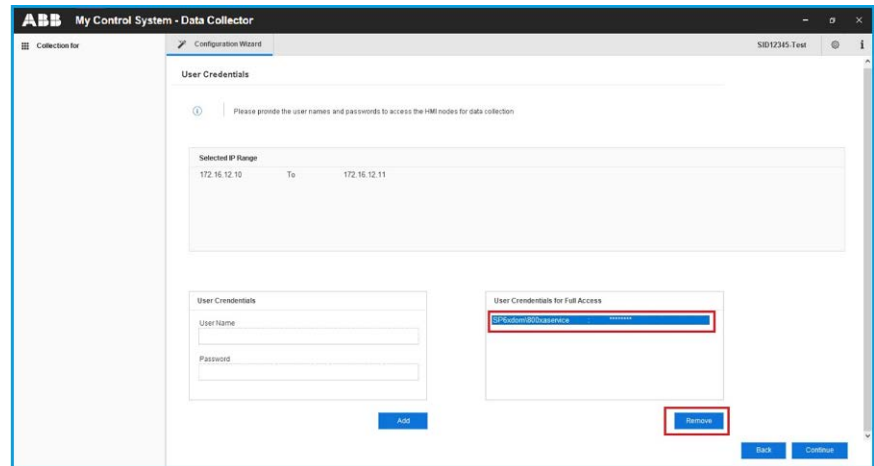 ABB My Control System - Data Collector
Collection for
Configuration Wizard
SID12345-Test
User Credentials
Please provide the user names and passwords to access the HMI nodes for data collection
Selected IP Range
172.16.12.10 To 172.16.12.11
User Crendentials
User Crendentials for Full Access
User Name
SP6xdom\800xaservice : ********
Password
Add
Remove
Back
Continue